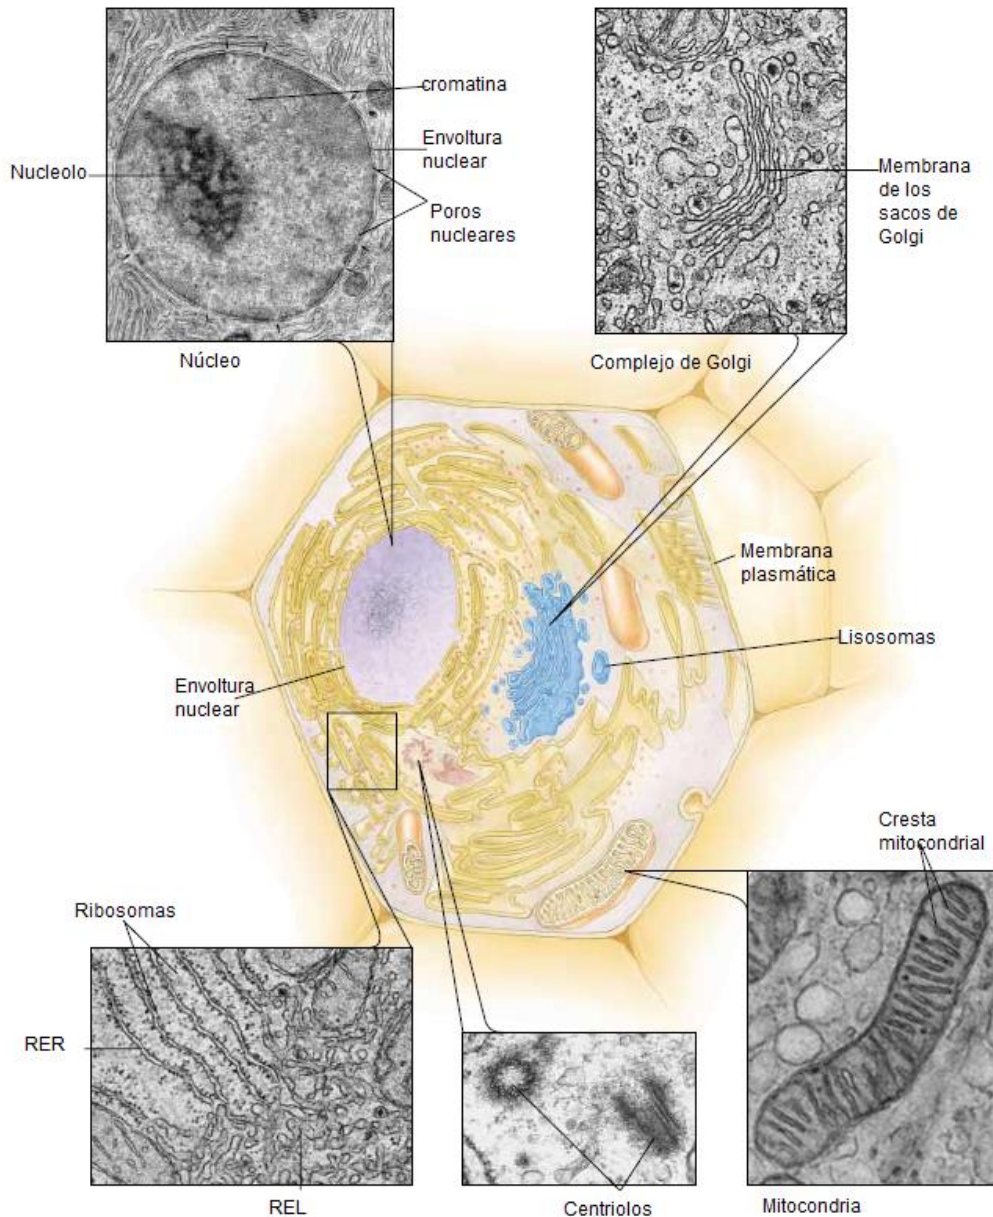 cromatina
Envoltura
nuclear
Nucleolo
Poros
nucleares
Núcleo
Membrana
de los
sacos de
Golgi
Complejo de Golgi
Membrana
plasmática
Lisosomas
Envoltura
nuclear
Cresta
mitocondrial
Ribosomas
RER
REL
Centriolos
Mitocondria